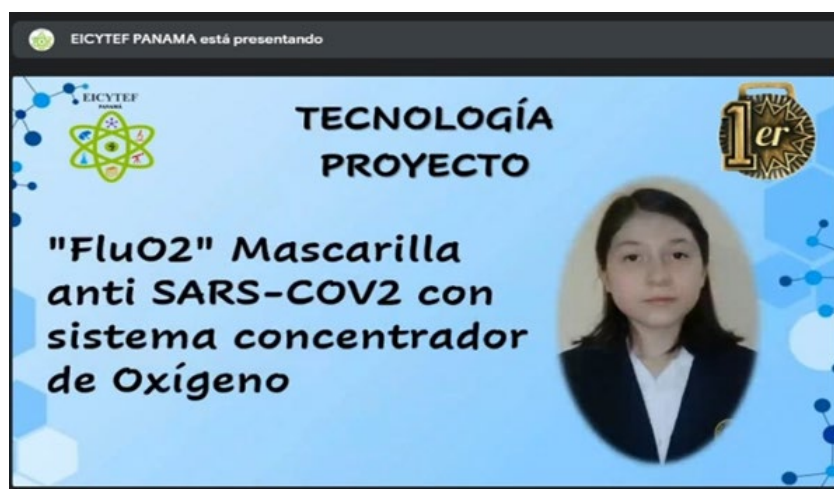 EICYTEF PANAMA está presentando
EICYTEF
PANAMÁ
TECNOLOGÍA
PROYECTO
1er
"FluO2" Mascarilla
anti SARS-COV2 con
sistema concentrador
de Oxígeno